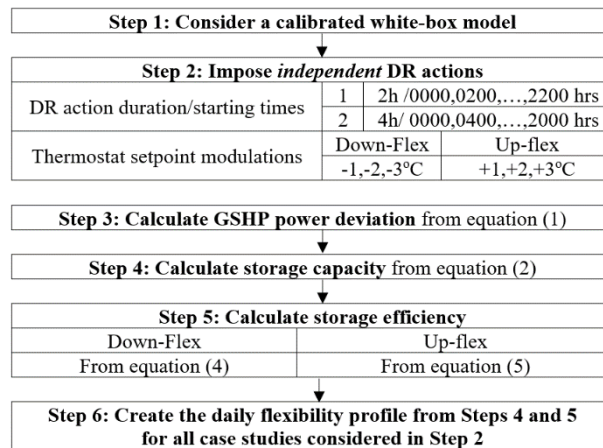 Step 1: Consider a calibrated white-box model
Step 2: Impose independent DR actions
DR action duration/starting times
1 2h /0000,0200,…,2200 hrs
2 4h/ 0000,0400,…,2000 hrs
Thermostat setpoint modulations
Down-Flex Up-flex
-1,-2,-3°C +1,+2,+3°C
Step 3: Calculate GSHP power deviation from equation (1)
Step 4: Calculate storage capacity from equation (2)
Step 5: Calculate storage efficiency
Down-Flex Up-flex
From equation (4) From equation (5)
Step 6: Create the daily flexibility profile from Steps 4 and 5
for all case studies considered in Step 2